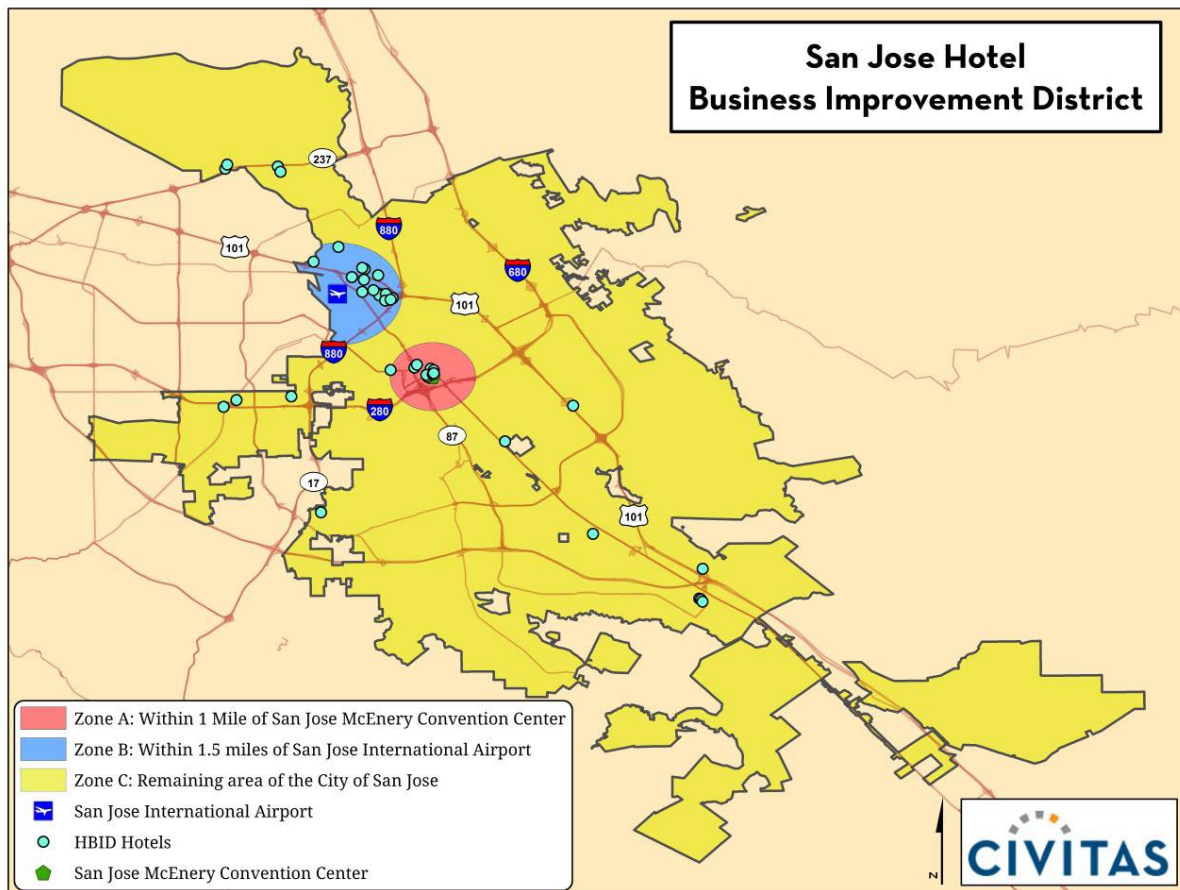 San Jose Hotel
Business Improvement District
237
880
101
680
101
880
280
87
17
101
Zone A: Within 1 Mile of San Jose McEnery Convention Center
Zone B: Within 1.5 miles of San Jose International Airport
Zone C: Remaining area of the City of San Jose
San Jose International Airport
HBID Hotels
San Jose McEnery Convention Center
N
CIVITAS